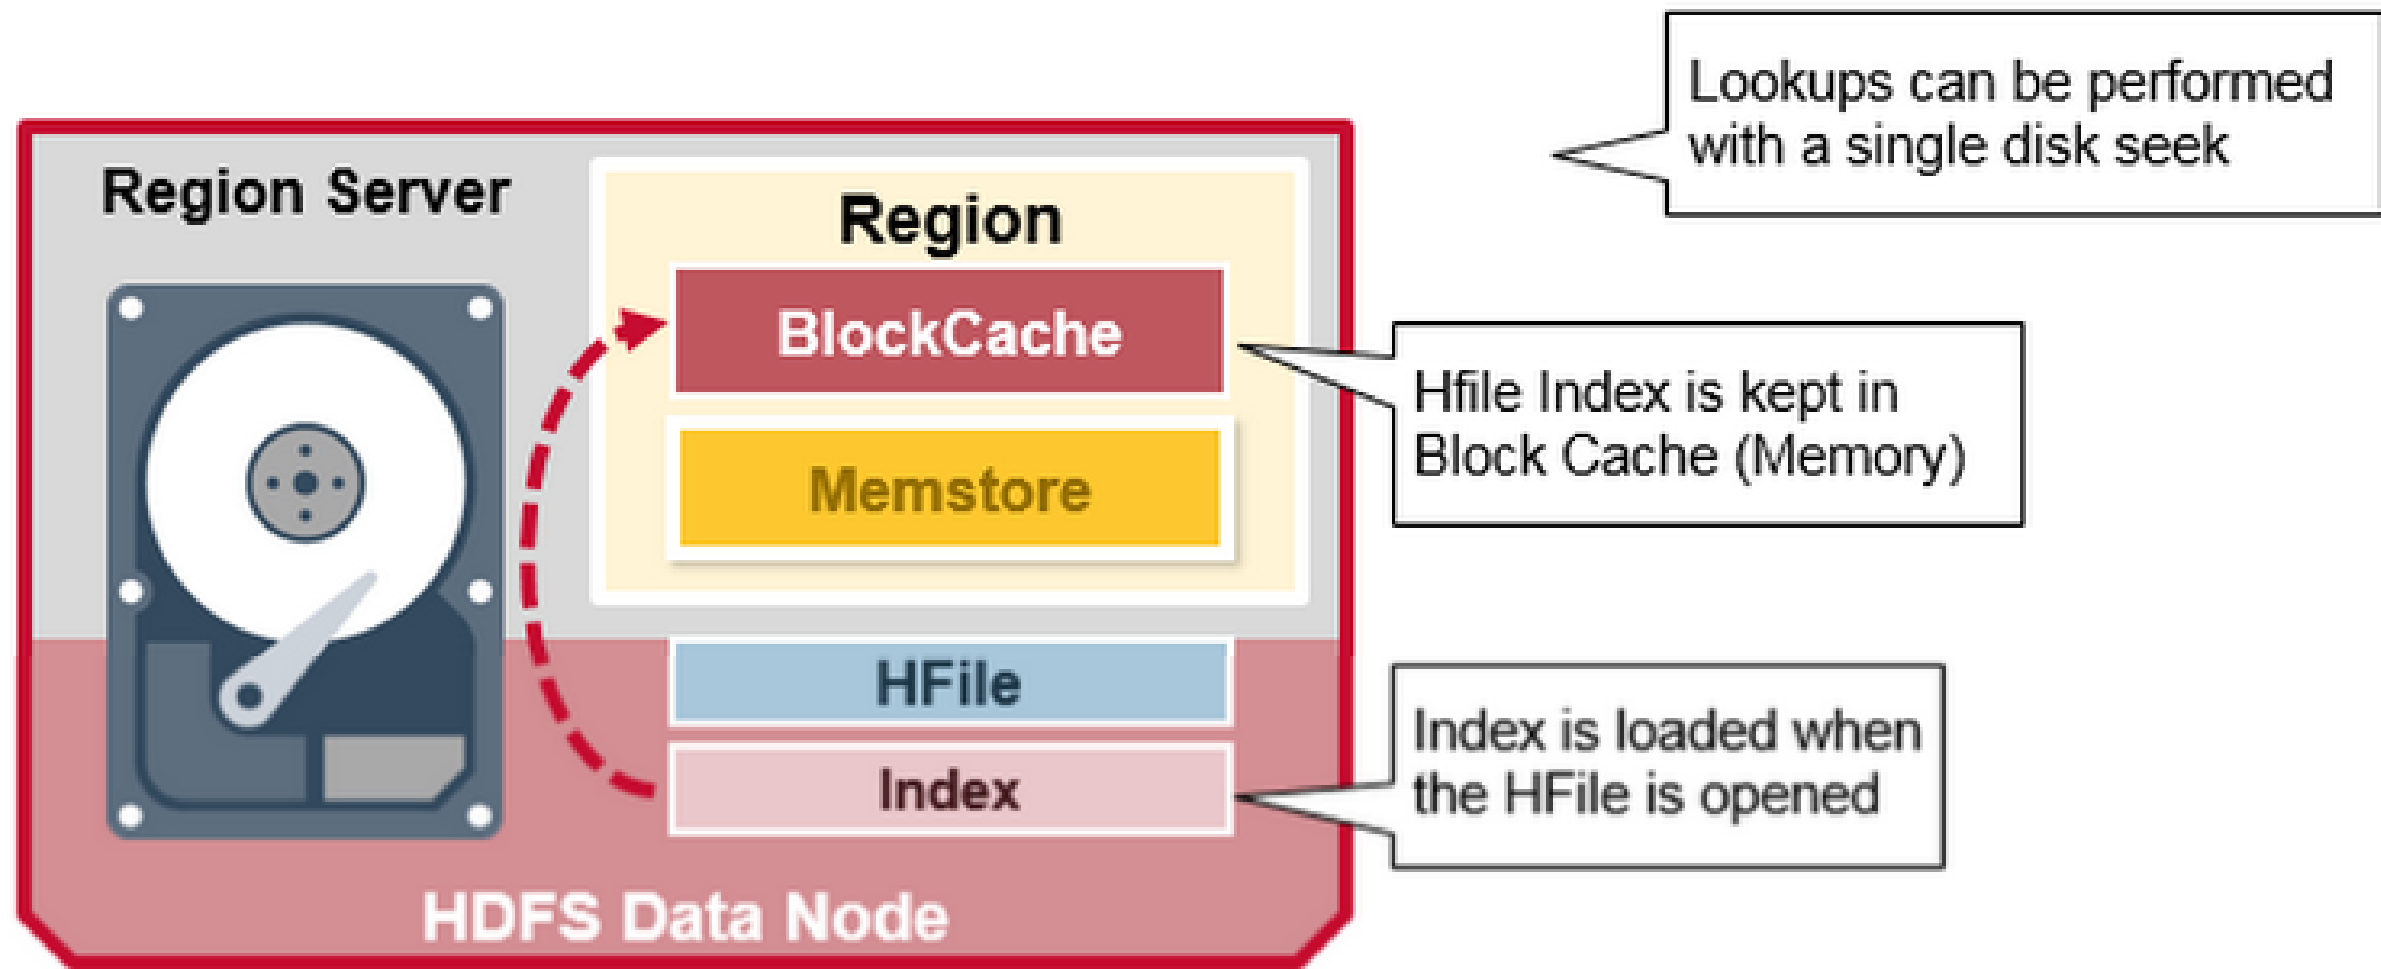 Lookups can be performed
with a single disk seek
Region Server
Region
BlockCache
Hfile Index is kept in
Block Cache (Memory)
Memstore
HFile
Index is loaded when
the HFile is opened
Index
HDFS Data Node